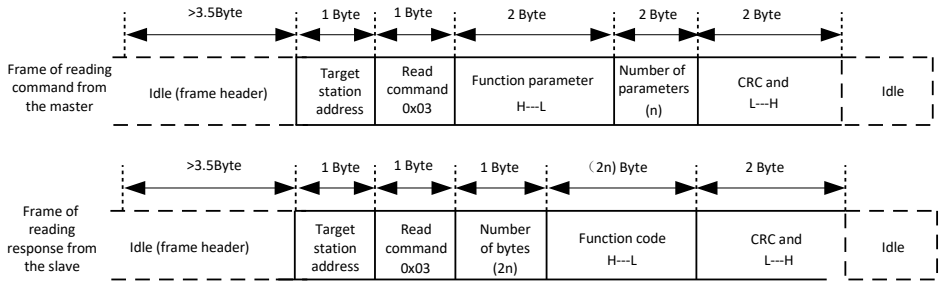 >3.5Byte
1 Byte
1 Byte
2 Byte
2 Byte
2 Byte
Frame of reading
command from
the master
Idle (frame header)
Target
station
address
Read
command
0x03
Function parameter
H---L
Number of
parameters
(n)
CRC and
L---H
Idle
>3.5Byte
1 Byte
1 Byte
1 Byte
（2n) Byte
2 Byte
Frame of
reading
response from
the slave
Idle (frame header)
Target
station
address
Read
command
0x03
Number
of bytes
(2n)
Function code
H---L
CRC and
L---H
Idle